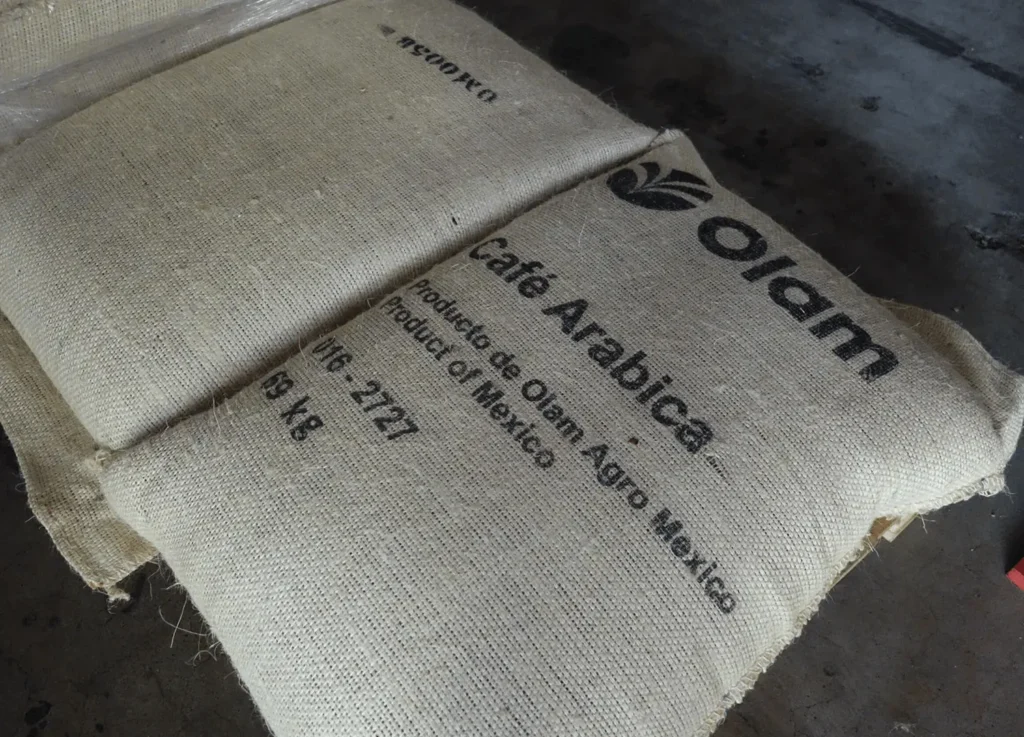 Olam
Café Arabica
Producto de Olam Agro Mexico
Product of Mexico
016 - 2727
69 kg